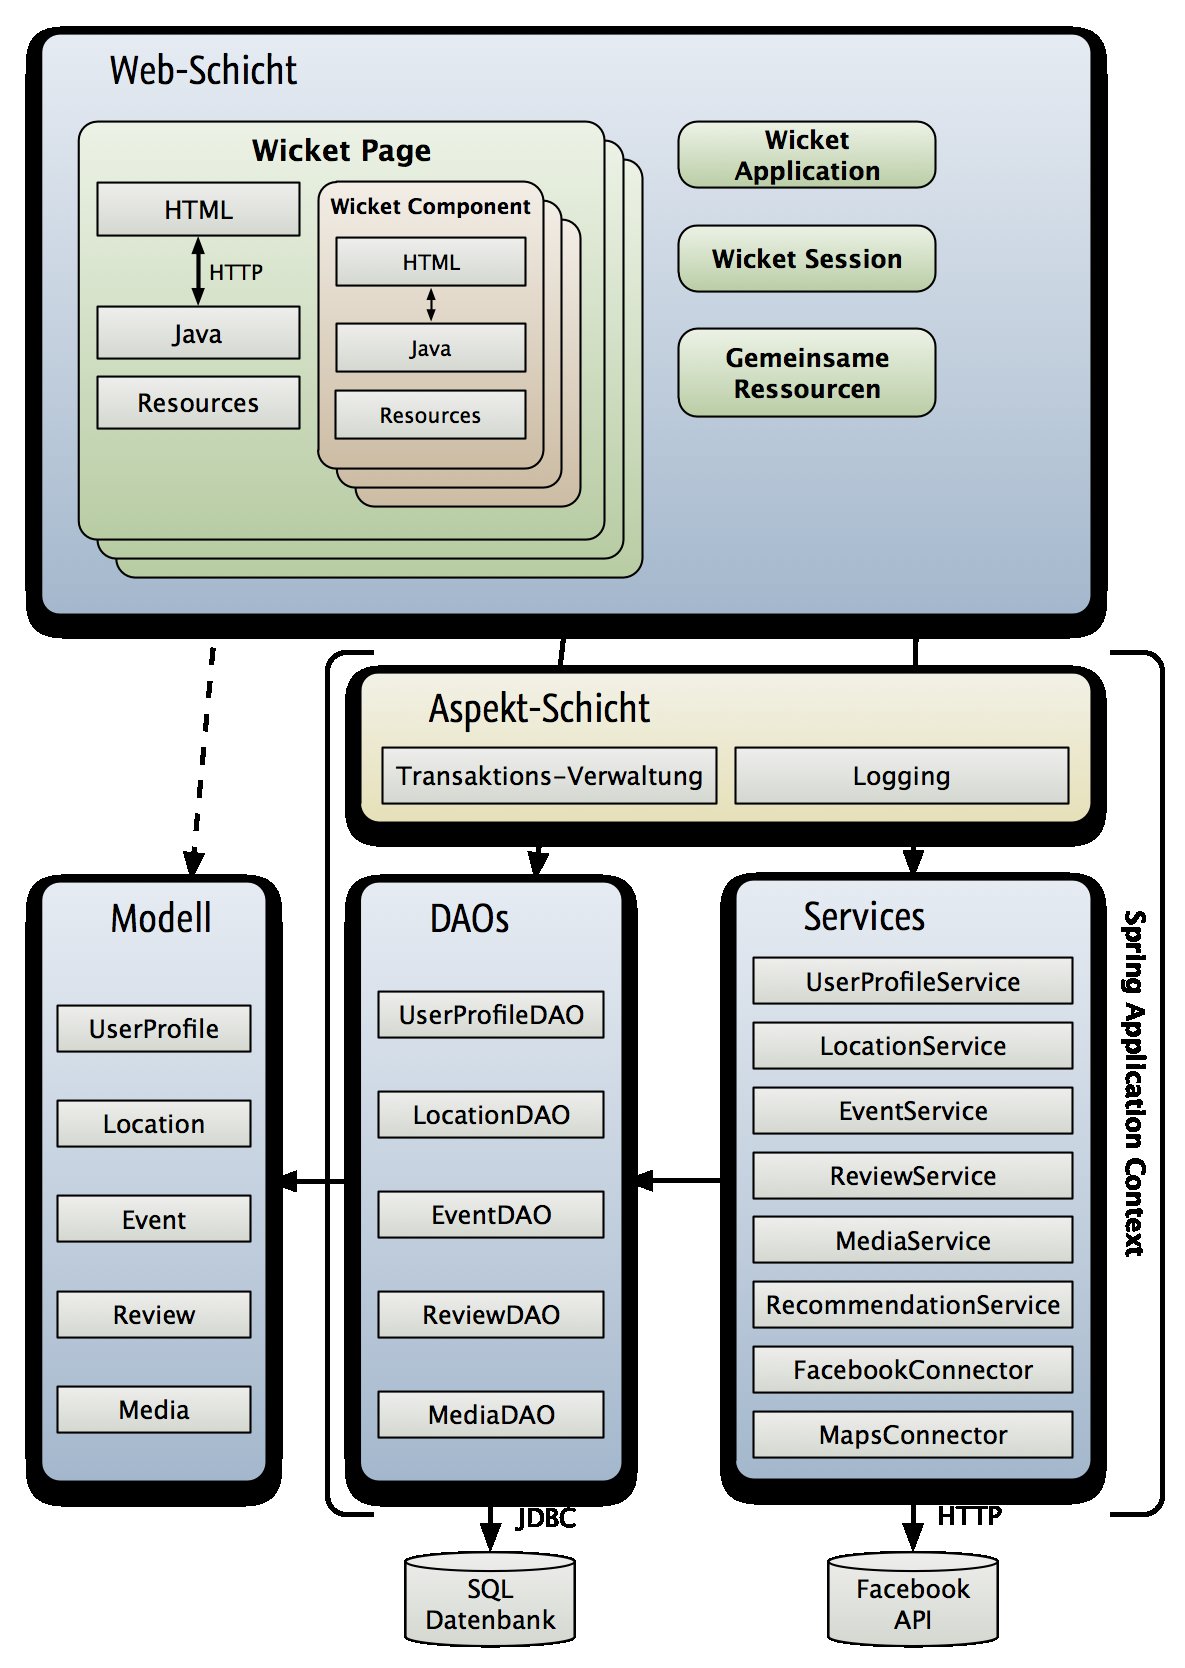 Web-Schicht
Wicket Page
HTML
HTTP
Java
Resources
Wicket Component
HTML
Java
Resources
Wicket
Application
Wicket Session
Gemeinsame
Ressourcen
Aspekt-Schicht
Transaktions-Verwaltung
Logging
Modell
UserProfile
Location
Event
Review
Media
DAOs
UserProfileDAO
LocationDAO
EventDAO
ReviewDAO
MediaDAO
Services
UserProfileService
LocationService
EventService
ReviewService
MediaService
RecommendationService
FacebookConnector
MapsConnector
Spring Application Context
JDBC
HTTP
SQL
Datenbank
Facebook
API